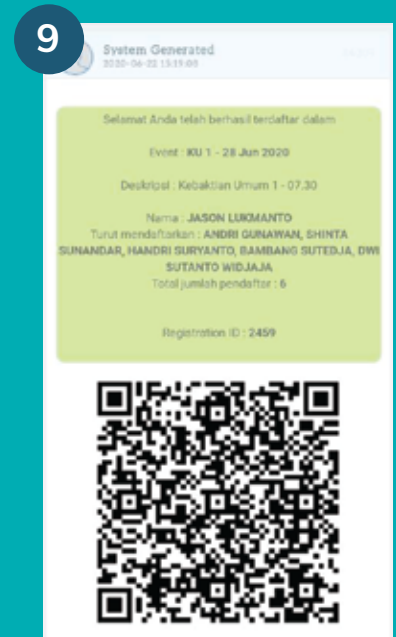 9
System Generated
2020-06-22 15:19:00
Selamat Anda telah berhasil terdaftar dalam
Event : KU 1 - 28 Jun 2020
Deskripsi : Kebaktian Umum 1 - 07.30
Nama : JASON LUKMANTO
Turut mendaftarkan : ANDRI GUNAWAN, SHINTA
SUNANDAR, HANDRI SURYANTO, BAMBANG SUTEDJA, DWI
SUTANTO WIDJAJA
Total jumlah pendaftar : 6
Registration ID : 2459